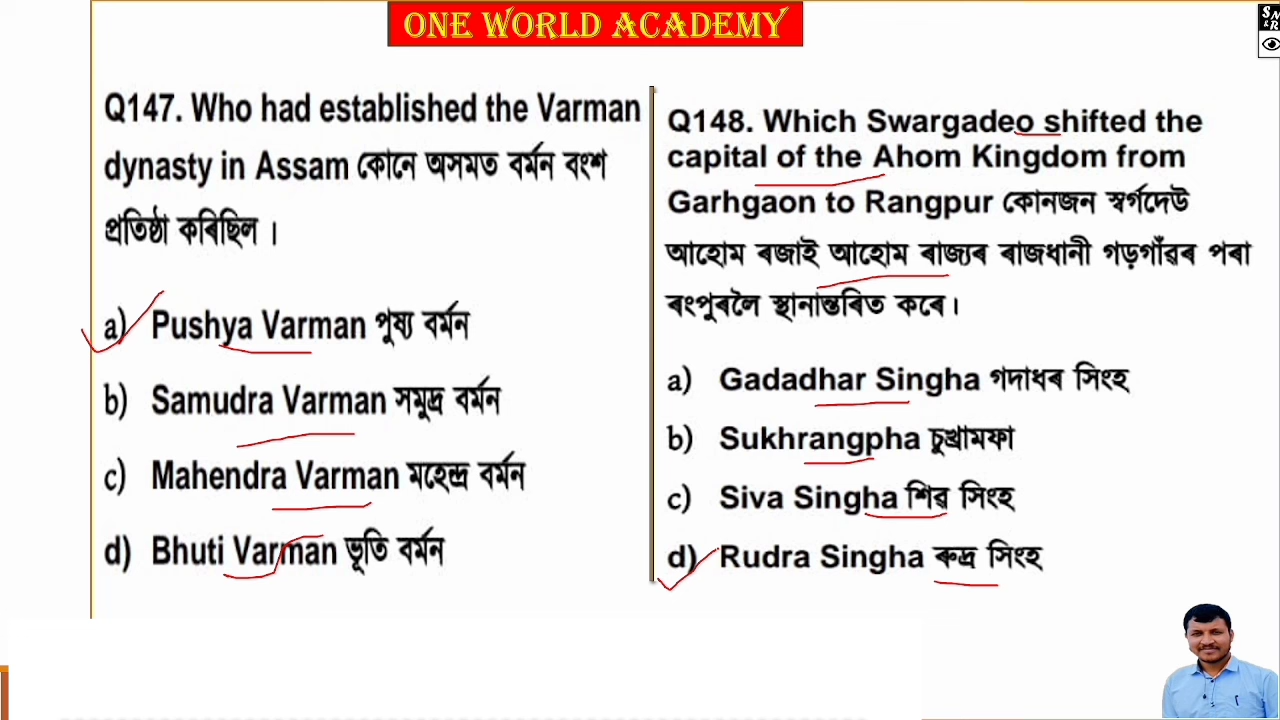 ONE WORLD ACADEMY
Q147. Who had established the Varman
dynasty in Assam কোনে অসমত বৰ্মন বংশ
প্ৰতিষ্ঠা কৰিছিল ।
a) Pushya Varman পুষ্য বৰ্মন
b) Samudra Varman সমুদ্ৰ বৰ্মন
c) Mahendra Varman মহেন্দ্ৰ বৰ্মন
d) Bhuti Varman ভূতি বৰ্মন
Q148. Which Swargadeo shifted the
capital of the Ahom Kingdom from
Garhgaon to Rangpur কোনজন স্বৰ্গদেউ
আহোম ৰজাই আহোম ৰাজ্যৰ ৰাজধানী গড়গাঁৱৰ পৰা
ৰংপুৰলৈ স্থানান্তৰিত কৰে।
a) Gadadhar Singha গদাধৰ সিংহ
b) Sukhrangpha চুখ্ৰামফা
c) Siva Singha শিৱ সিংহ
d) Rudra Singha ৰুদ্ৰ সিংহ